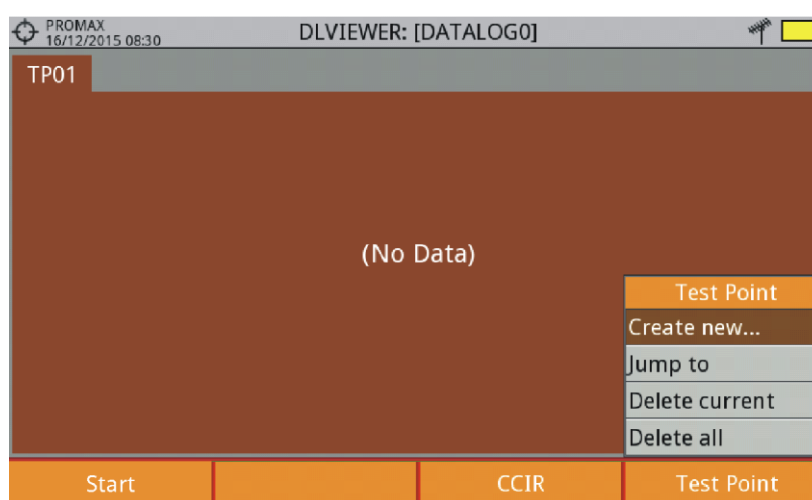 PROMAX
16/12/2015 08:30
DLVIEWER: [DATALOG0]
TP01
(No Data)
Test Point
Create new...
Jump to
Delete current
Delete all
Start
CCIR
Test Point